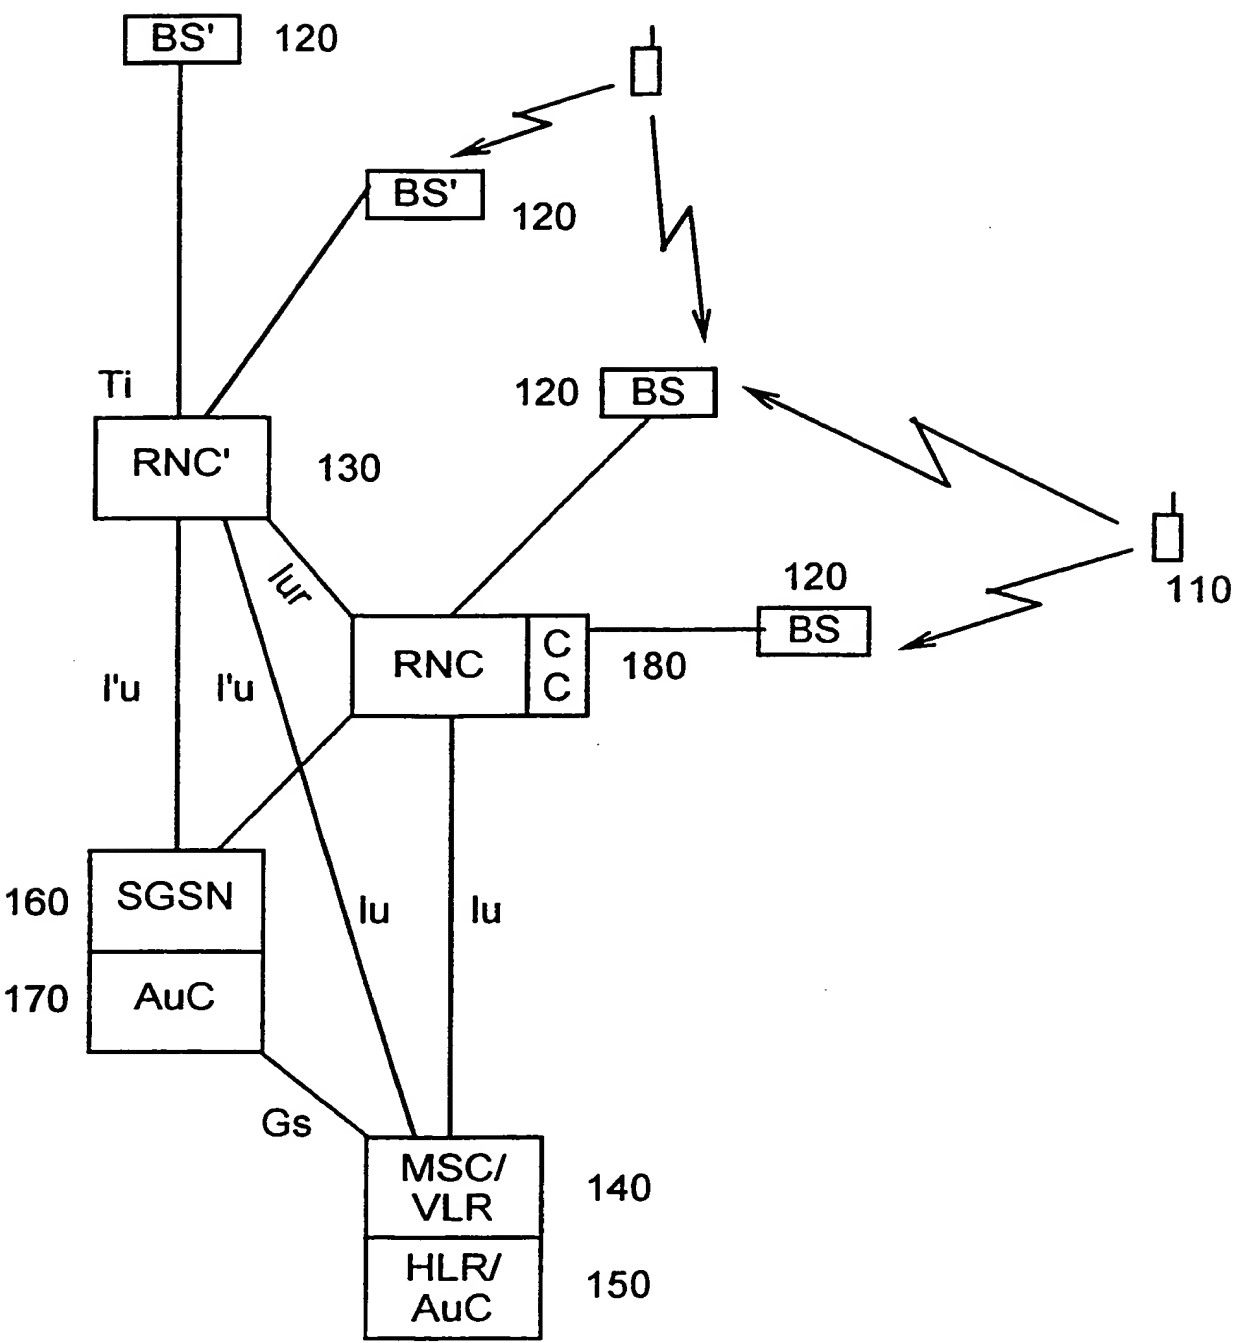 BS' 120
BS' 120
Ti
120 BS
RNC' 130
Iur
120
110
BS
RNC
C
C
180
I'u I'u
160 SGSN
Iu Iu
170 AuC
Gs
MSC/
VLR
140
HLR/
AuC
150